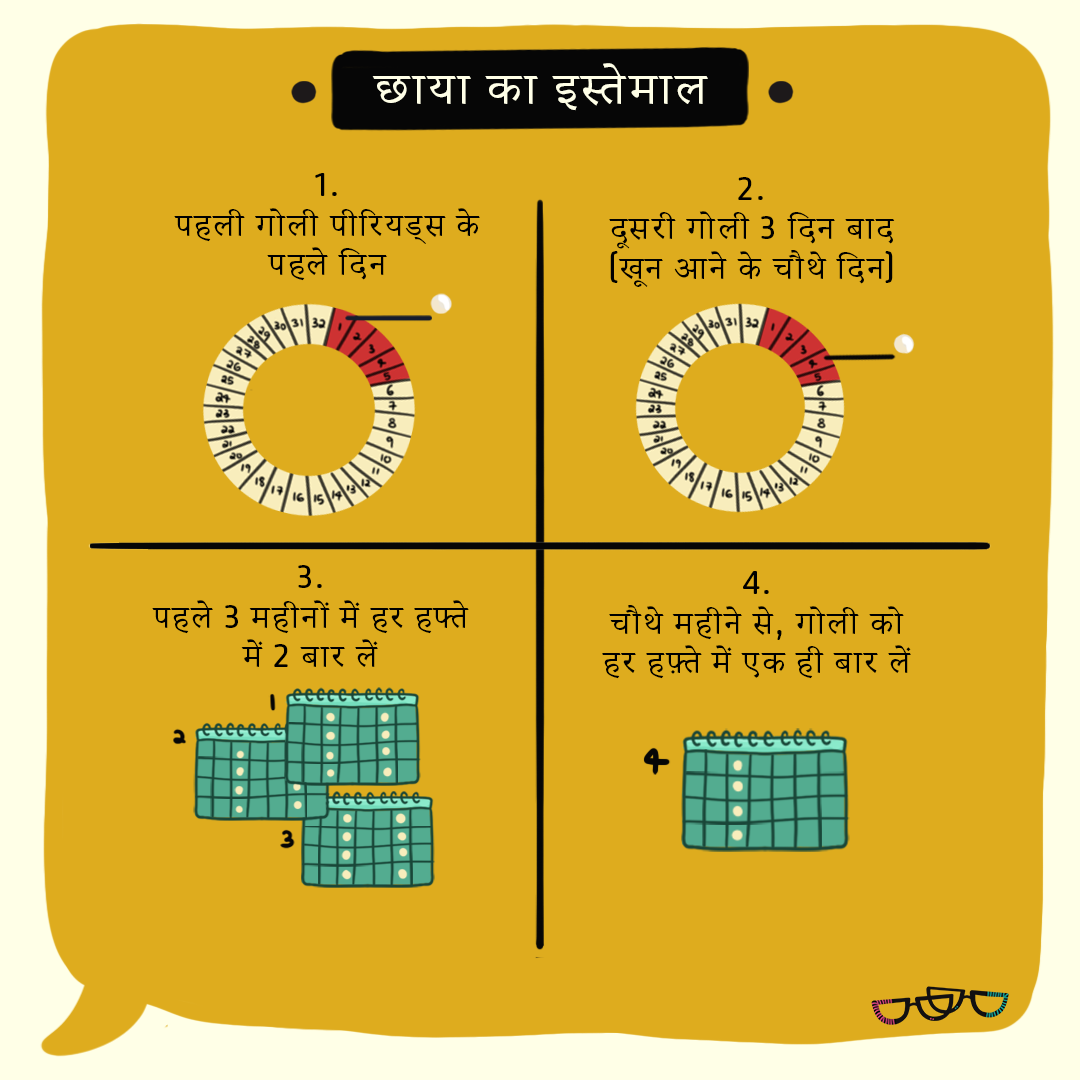 छाया का इस्तेमाल
1.
पहली गोली पीरियड्स के
पहले दिन
32 1 2 3 4 5 6 7 8 9 10 11 12 13 14 15 16 17 18 19 20 21 22 23 24 25 26 27 28 29 30 31
2.
दूसरी गोली 3 दिन बाद
(खून आने के चौथे दिन)
32 1 2 3 4 5 6 7 8 9 10 11 12 13 14 15 16 17 18 19 20 21 22 23 24 25 26 27 28 29 30 31
3.
पहले 3 महीनों में हर हफ्ते
में 2 बार लें
1
2
3
4.
चौथे महीने से, गोली को
हर हफ़्ते में एक ही बार लें
4